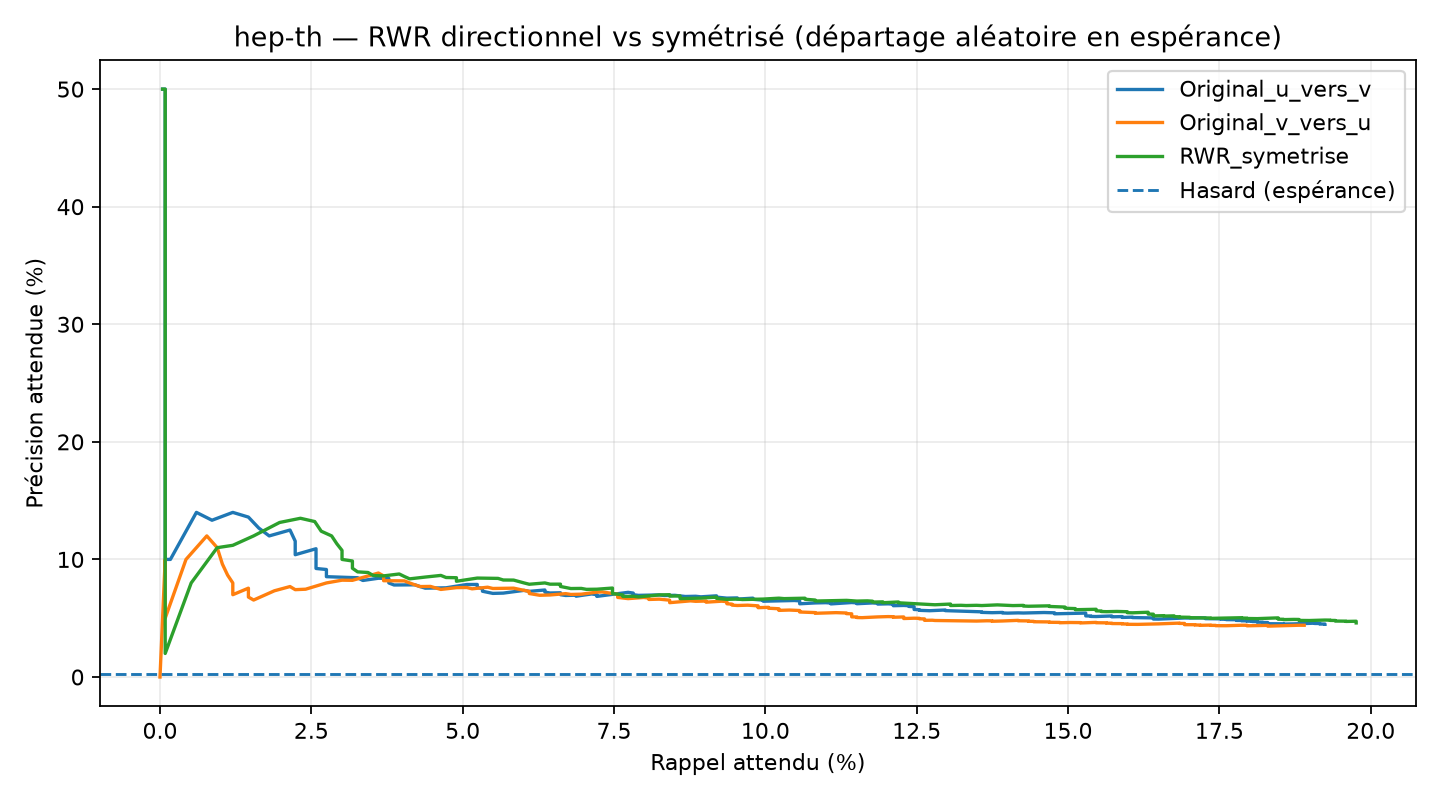 hep-th — RWR directionnel vs symétrisé (départage aléatoire en espérance)
Précision attendue (%)
50
40
30
20
10
0
Original_u_vers_v
Original_v_vers_u
RWR_symetrise
Hasard (espérance)
0.0 2.5 5.0 7.5 10.0 12.5 15.0 17.5 20.0
Rappel attendu (%)